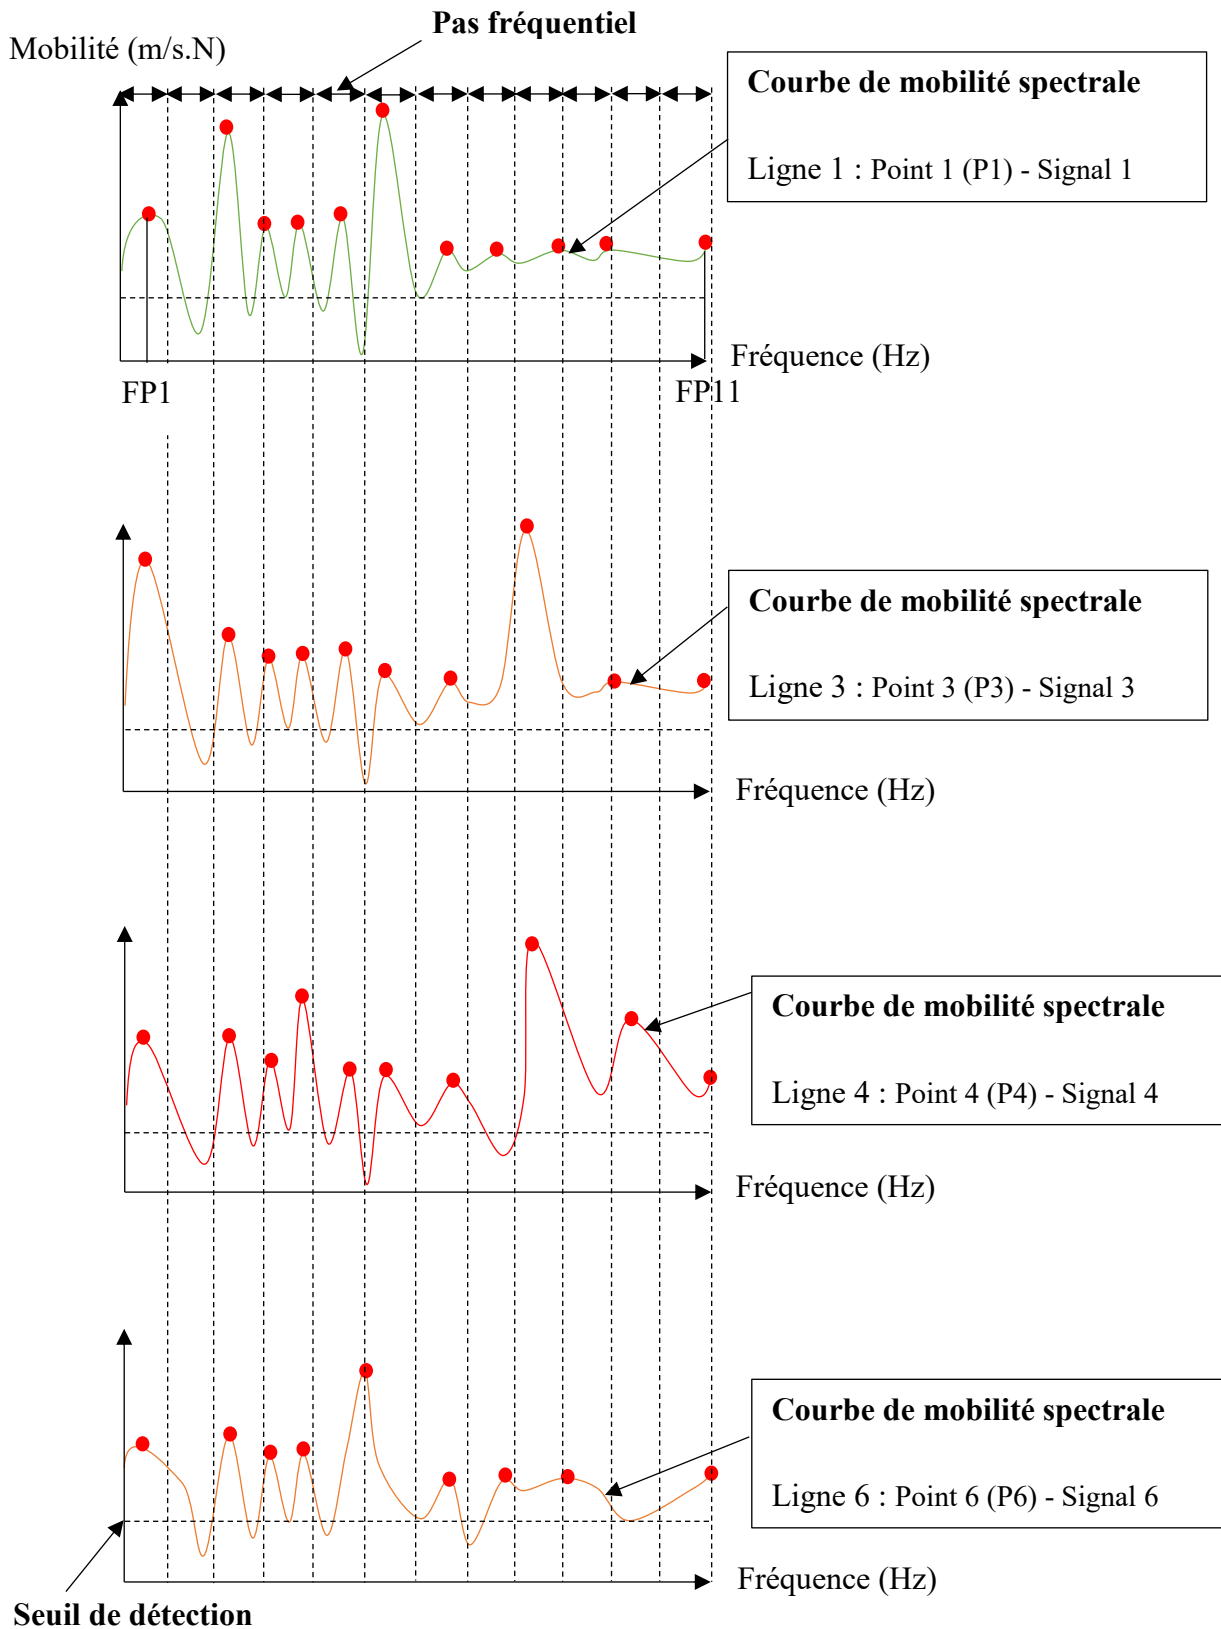 Pas fréquentiel
Mobilité (m/s.N)
Courbe de mobilité spectrale
Ligne 1 : Point 1 (P1) - Signal 1
Fréquence (Hz)
FP1
FP11
Courbe de mobilité spectrale
Ligne 3 : Point 3 (P3) - Signal 3
Fréquence (Hz)
Courbe de mobilité spectrale
Ligne 4 : Point 4 (P4) - Signal 4
Fréquence (Hz)
Courbe de mobilité spectrale
Ligne 6 : Point 6 (P6) - Signal 6
Fréquence (Hz)
Seuil de détection